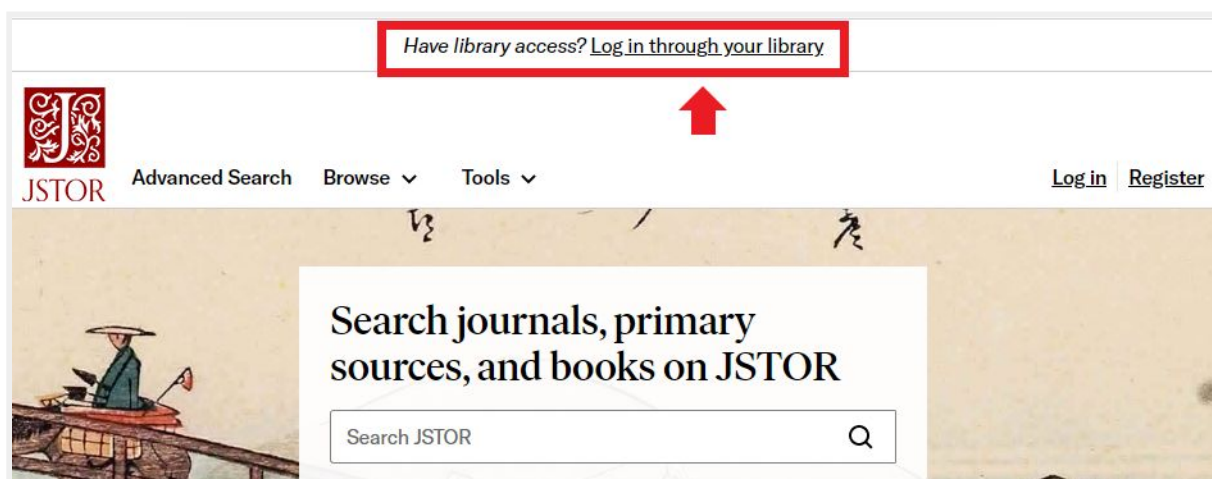 Have library access? Log in through your library
JSTOR
Advanced Search Browse Tools
Log in Register
Search journals, primary
sources, and books on JSTOR
Search JSTOR